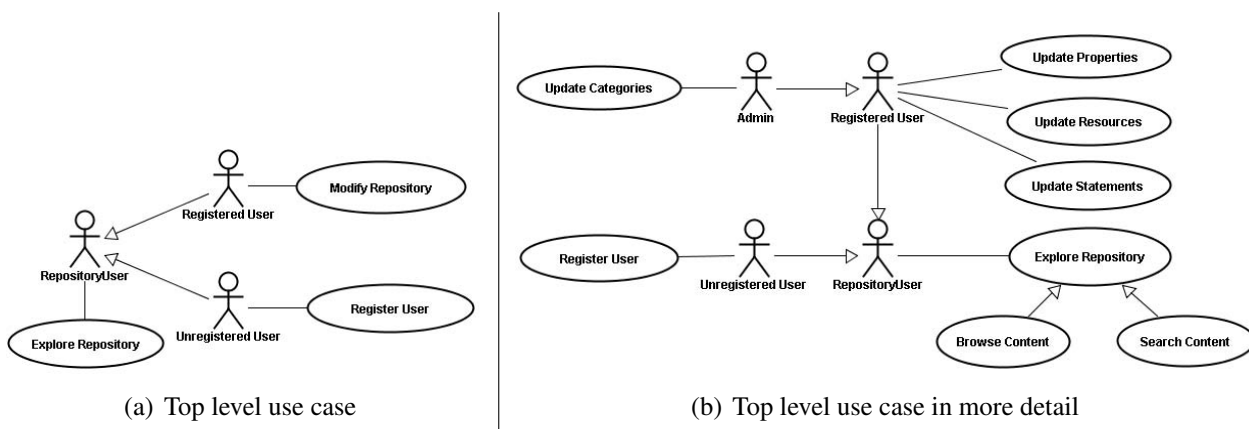 Modify Repository
Registered User
RepositoryUser
Register User
Unregistered User
Explore Repository
(a) Top level use case
Update Properties
Update Categories
Admin
Registered User
Update Resources
Update Statements
Register User
Unregistered User
RepositoryUser
Explore Repository
Browse Content
Search Content
(b) Top level use case in more detail